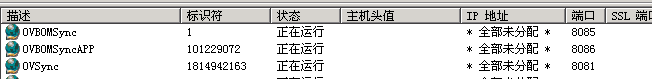 描述 标识符 状态 主机头值 IP 地址 端口 SSL 端
OVBOMSync 1 正在运行 * 全部未分配 * 8085
OVBOMSyncAPP 101229072 正在运行 * 全部未分配 * 8086
OVSync 1814942163 正在运行 * 全部未分配 * 8081